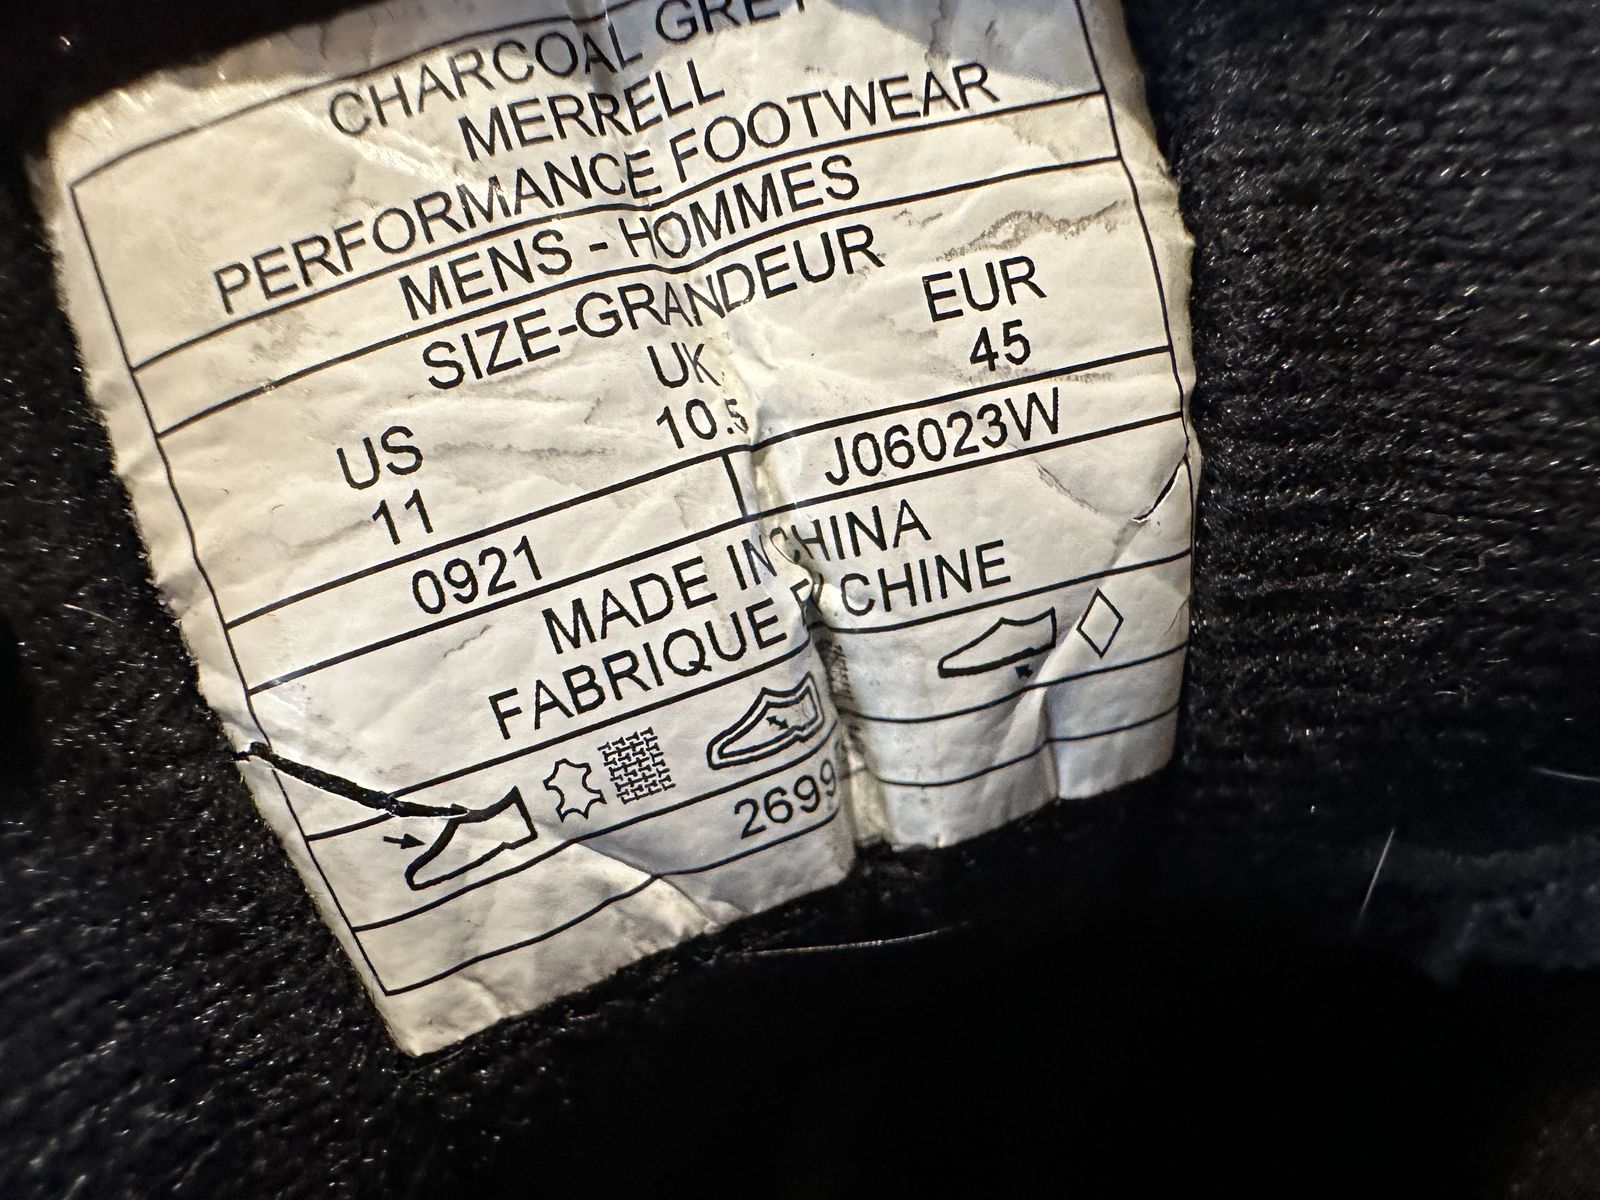 CHARCOAL GREY
MERRELL
PERFORMANCE FOOTWEAR
MENS - HOMMES
SIZE-GRANDEUR
US UK EUR
11 10.5 45
0921 J06023W
MADE IN CHINA
FABRIQUE CHINE